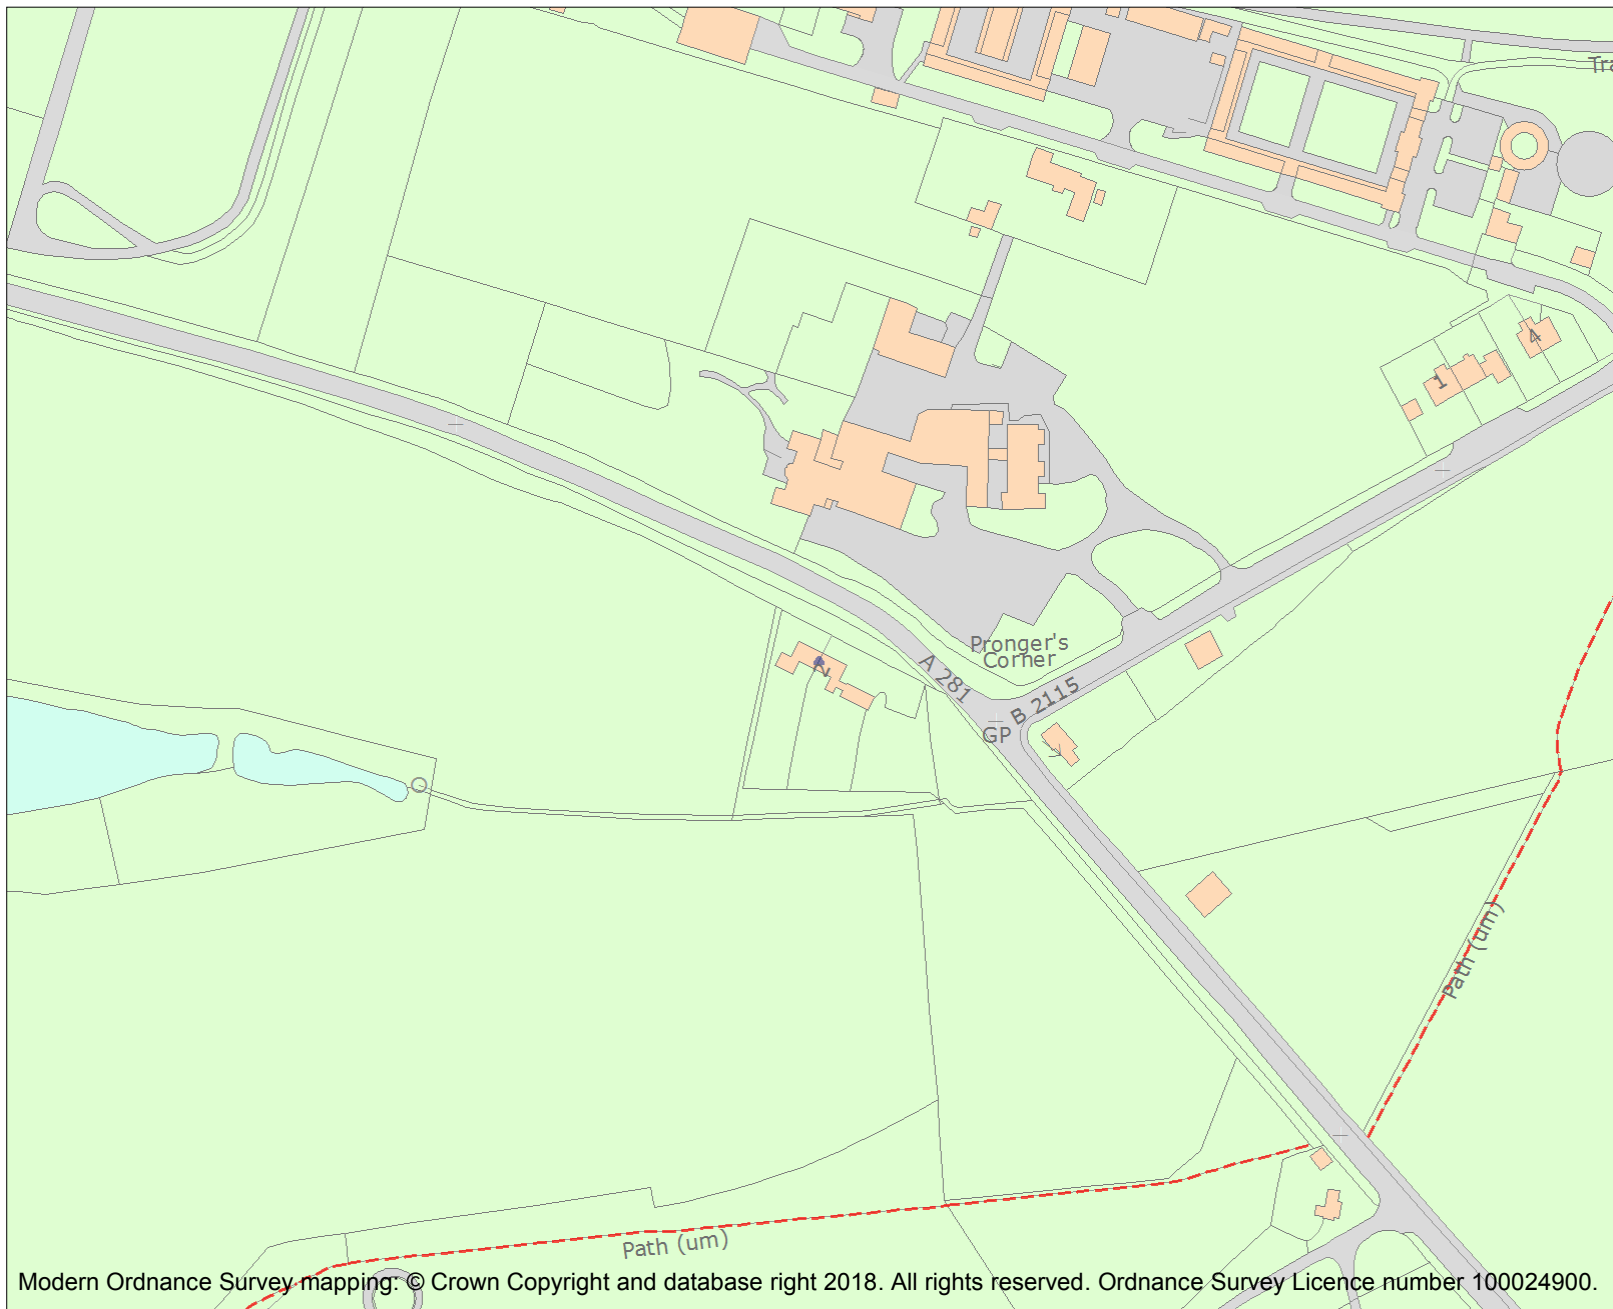 Tra
4
1
Pronger's
Corner
2
A 281
B 2115
GP
Path (um)
Path (um)
Modern Ordnance Survey mapping: © Crown Copyright and database right 2018. All rights reserved. Ordnance Survey Licence number 100024900.